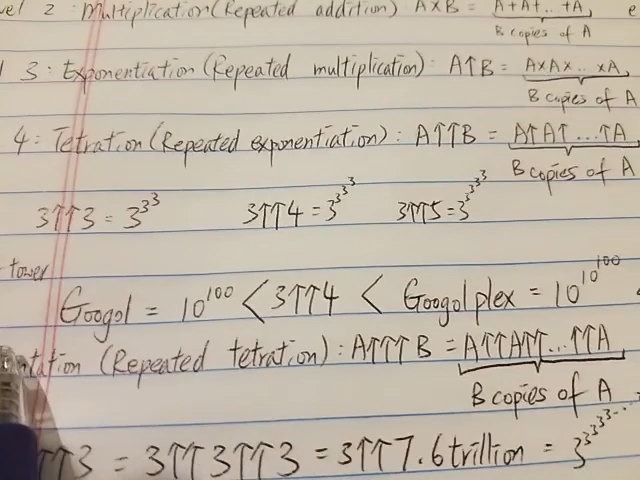 vel 2: Multiplication (Repeated addition): A×B = A+A+...+A,
B copies of A
3: Exponentiation (Repeated multiplication): A↑B = A×A×...×A,
B copies of A
4: Tetration (Repeated exponentiation): A↑↑B = A↑A↑...↑A
B copies of A
3↑↑3 = 3^3^3 3↑↑4 = 3^3^3^3 3↑↑5 = 3^3^3^3^3
tower
Googol = 10^100 < 3↑↑4 < Googolplex = 10^10^100
ntation (Repeated tetration): A↑↑↑B = A↑↑A↑↑...↑↑A
B copies of A
↑↑3 = 3↑↑3↑↑3 = 3↑↑7.6trillion = 3^3^3^3^3...